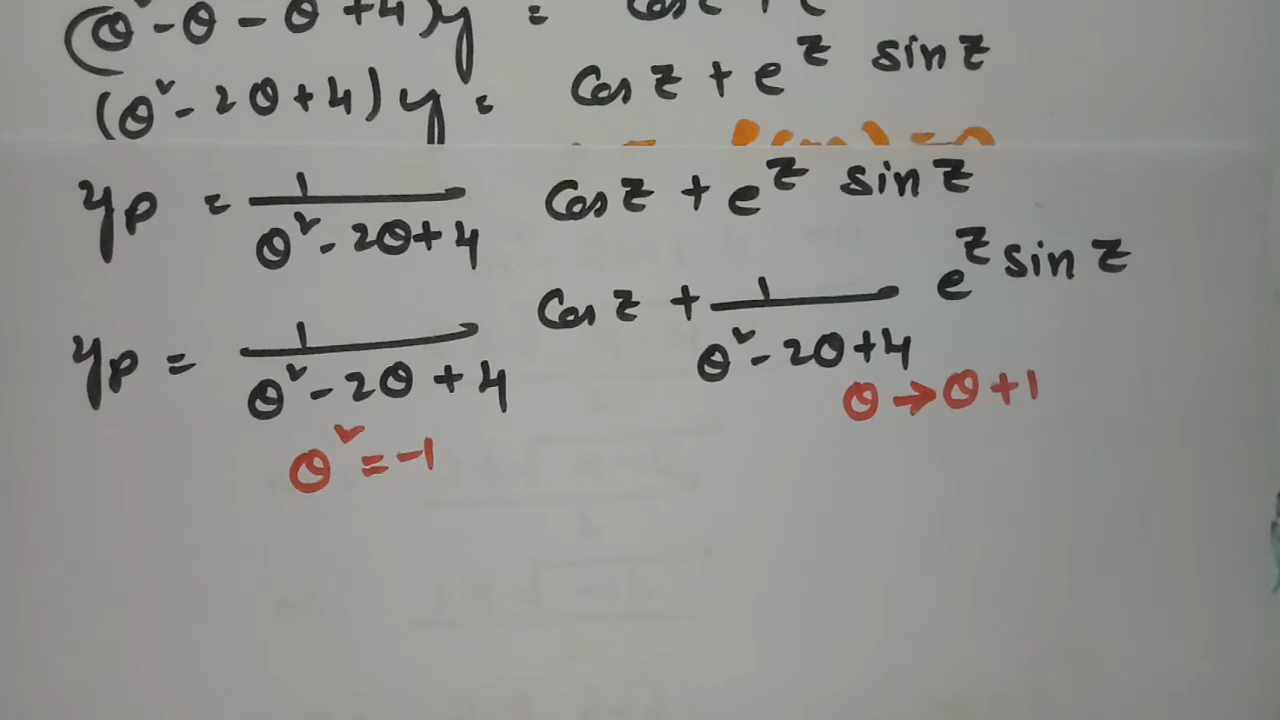 (θ² - θ - θ + 4)y =
(θ² - 2θ + 4)y = Cos z + e^z sin z
yp = 1/(θ² - 2θ + 4) Cos z + e^z sin z
yp = 1/(θ² - 2θ + 4) Cos z + 1/(θ² - 2θ + 4) e^z sin z
θ² = -1 θ → θ + 1